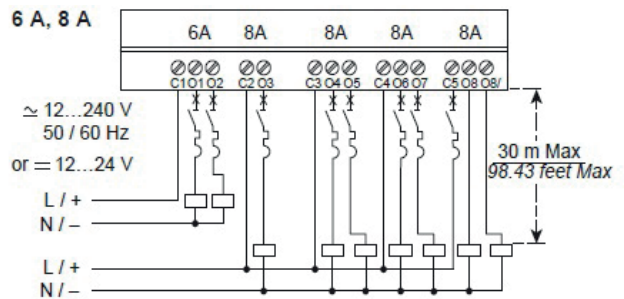 6 A, 8 A
6A 8A 8A 8A 8A
C1 O1 O2 C2 O3 C3 O4 O5 C4 O6 O7 C5 O8 O8/
≃ 12...240 V
50 / 60 Hz
or ⎓ 12...24 V
30 m Max
98.43 feet Max
L / +
N / –
L / +
N / –